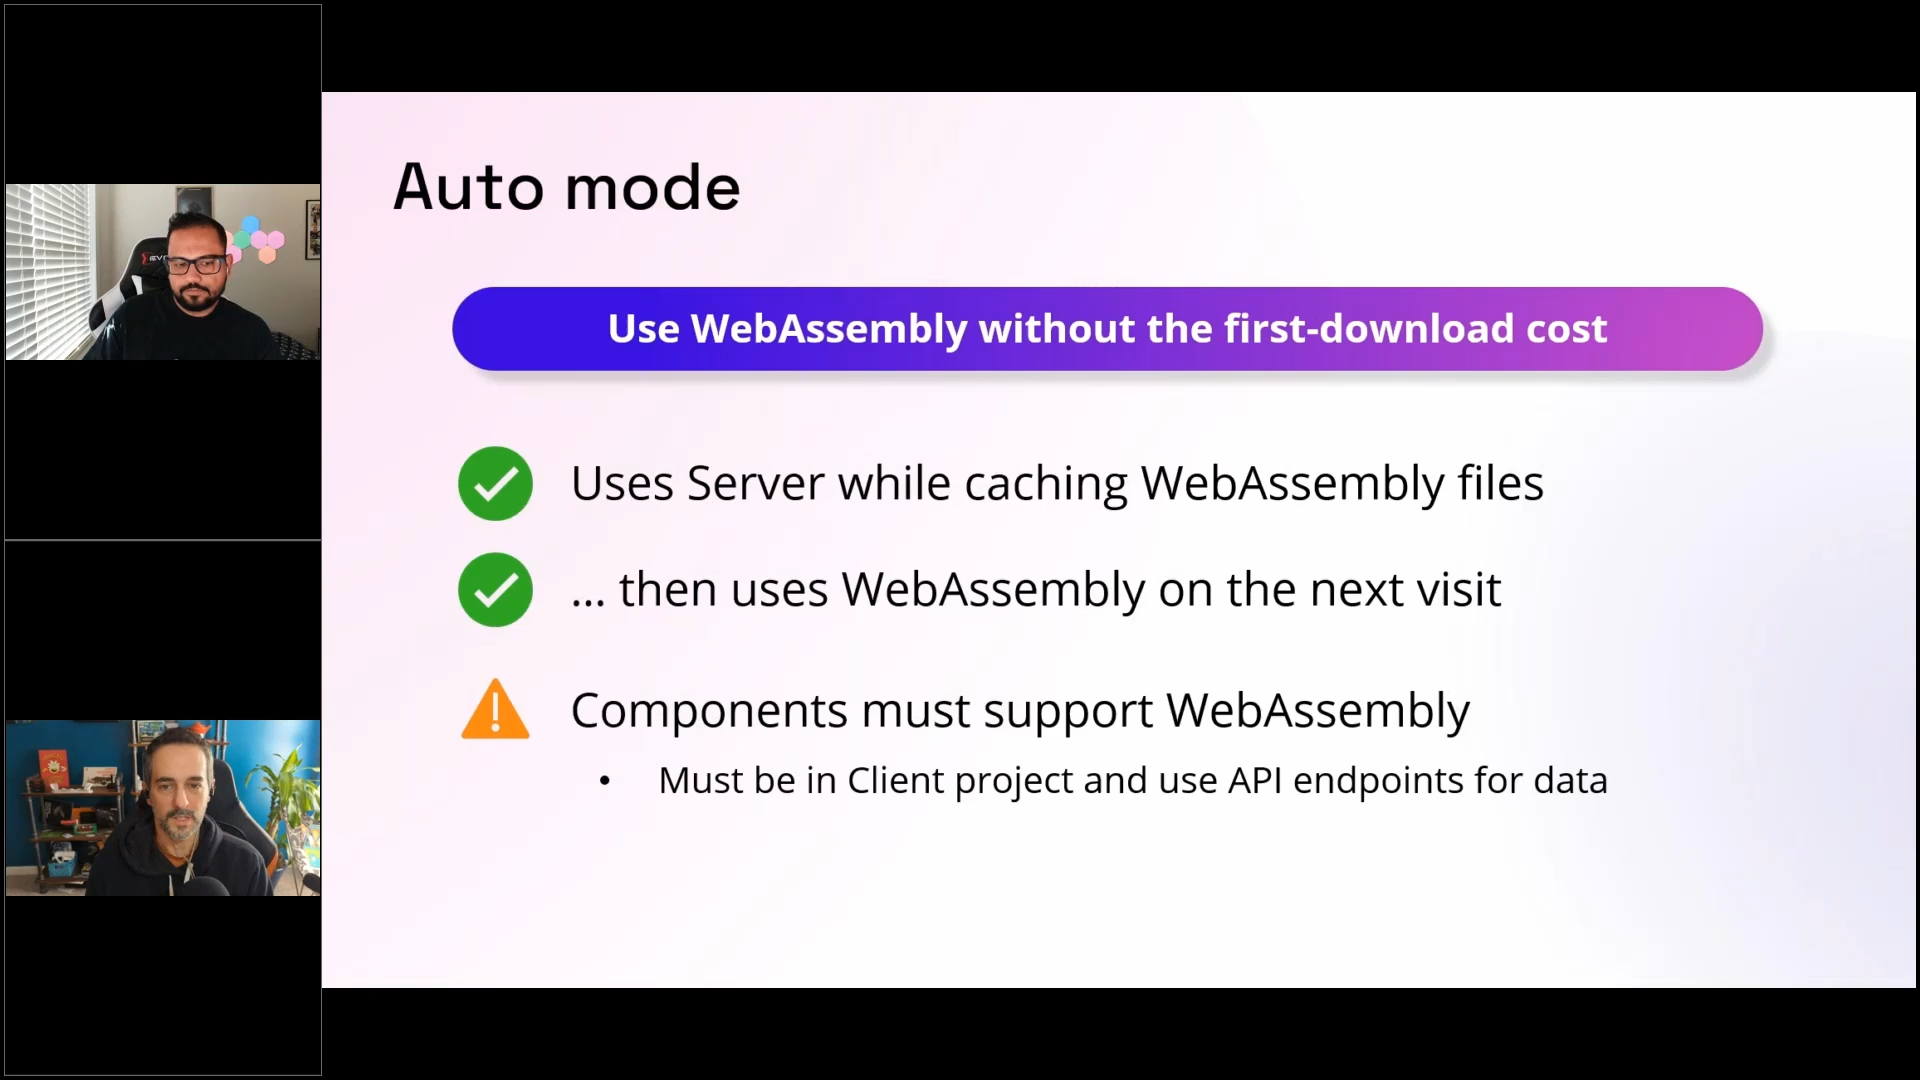 Auto mode
Use WebAssembly without the first-download cost
Uses Server while caching WebAssembly files
... then uses WebAssembly on the next visit
Components must support WebAssembly
• Must be in Client project and use API endpoints for data